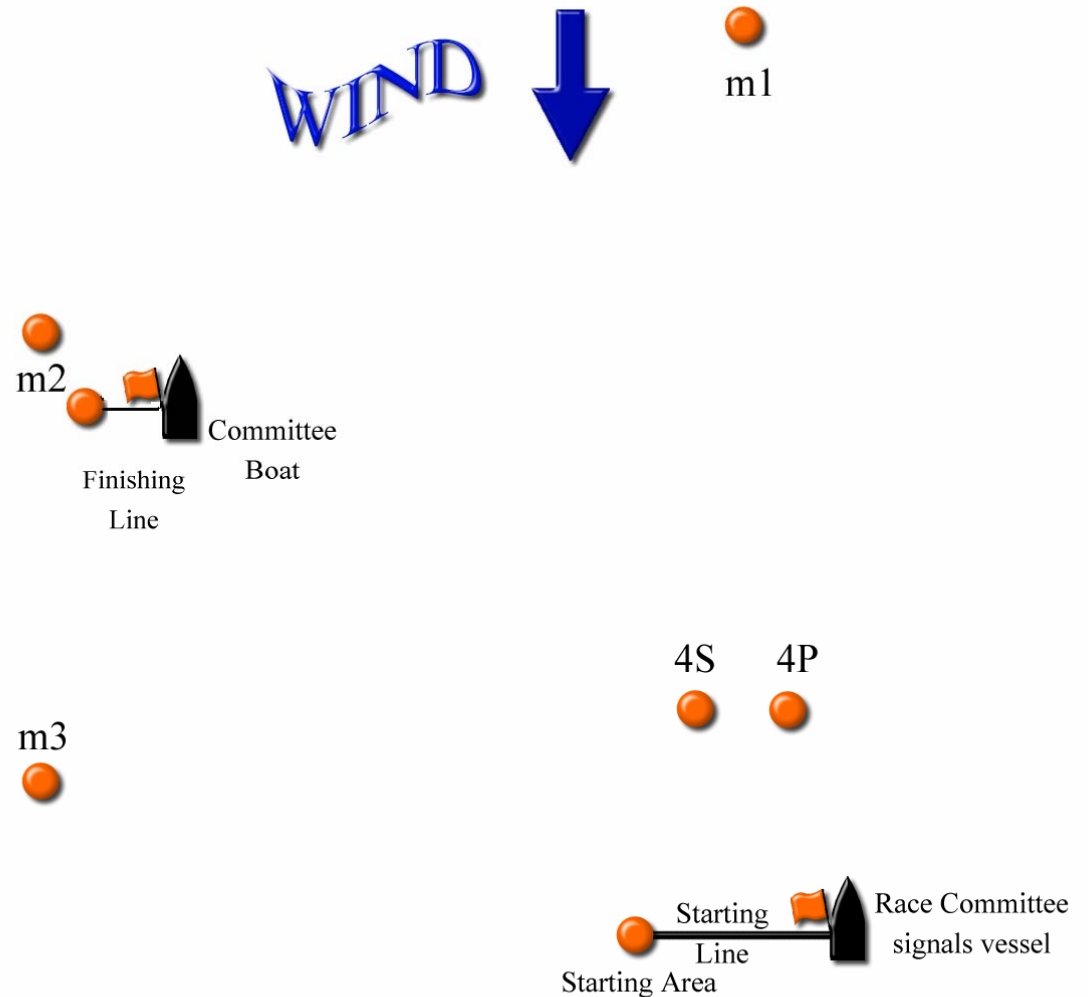 WIND
m1
m2
Committee
Boat
Finishing
Line
4S 4P
m3
Starting
Line
Race Committee
signals vessel
Starting Area